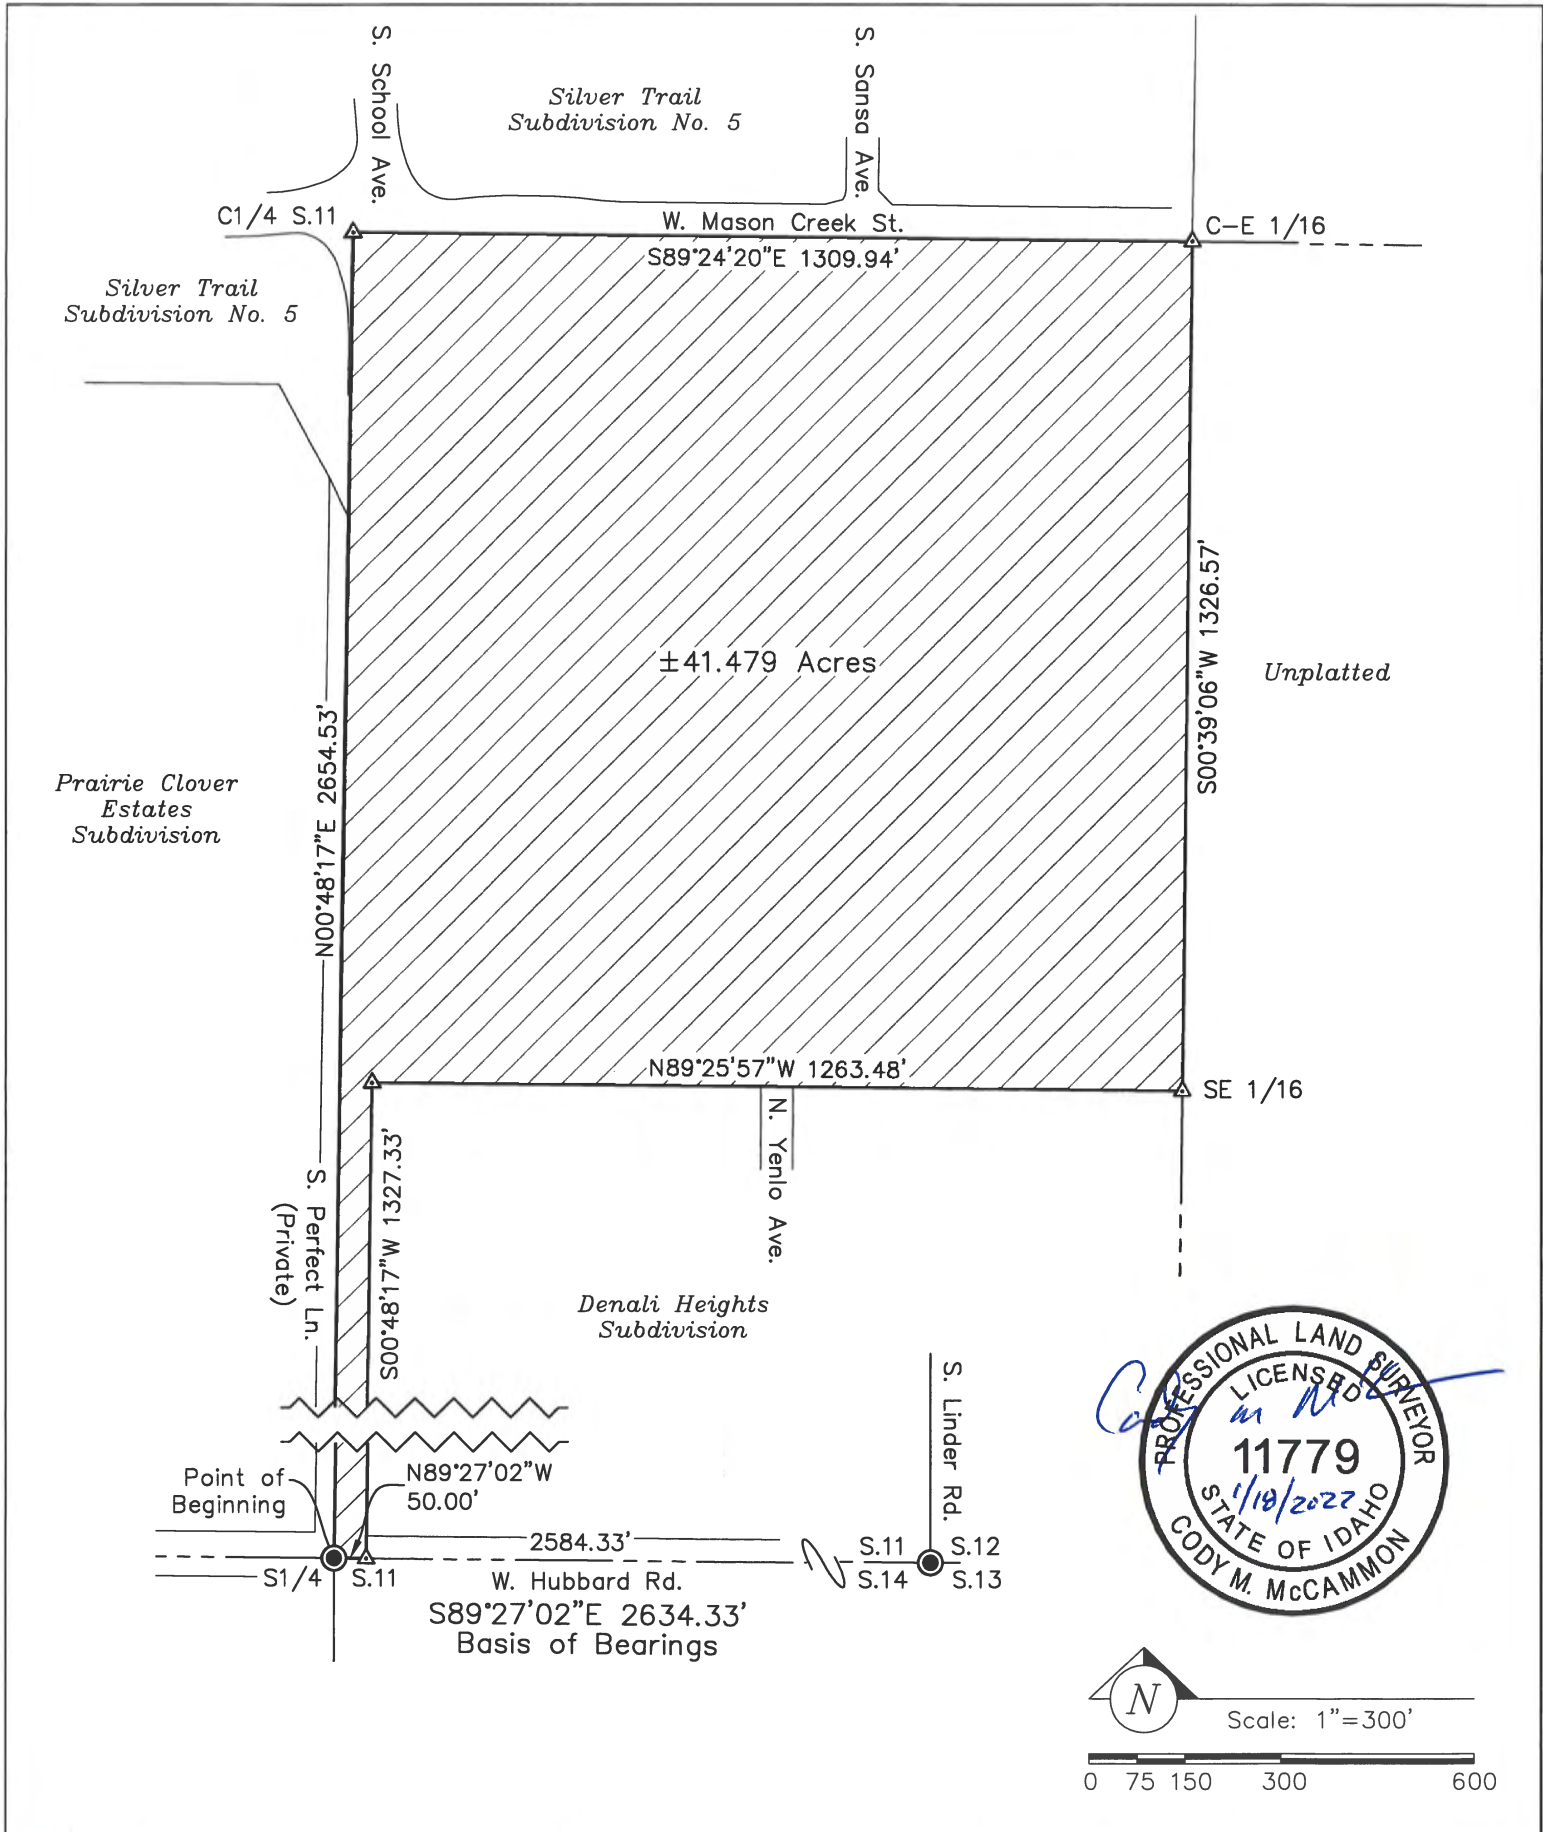 S. School Ave.
Silver Trail
Subdivision No. 5
S. Sansa Ave.
C1/4 S.11
W. Mason Creek St.
C-E 1/16
S89°24'20"E 1309.94'
Silver Trail
Subdivision No. 5
S00°39'06"W 1326.57'
±41.479 Acres
Unplatted
N00°48'17"E 2654.53'
Prairie Clover
Estates
Subdivision
N89°25'57"W 1263.48'
SE 1/16
N. Yenlo Ave.
S00°48'17"W 1327.33'
S. Perfect Ln.
(Private)
Denali Heights
Subdivision
S. Linder Rd.
PROFESSIONAL LAND SURVEYOR
LICENSED
11779
1/18/2022
STATE OF IDAHO
CODY M. McCAMMON
Point of
Beginning
N89°27'02"W
50.00'
2584.33'
S.11 S.12
S.14 S.13
S1/4 S.11
W. Hubbard Rd.
S89°27'02"E 2634.33'
Basis of Bearings
N
Scale: 1"=300'
0 75 150 300 600